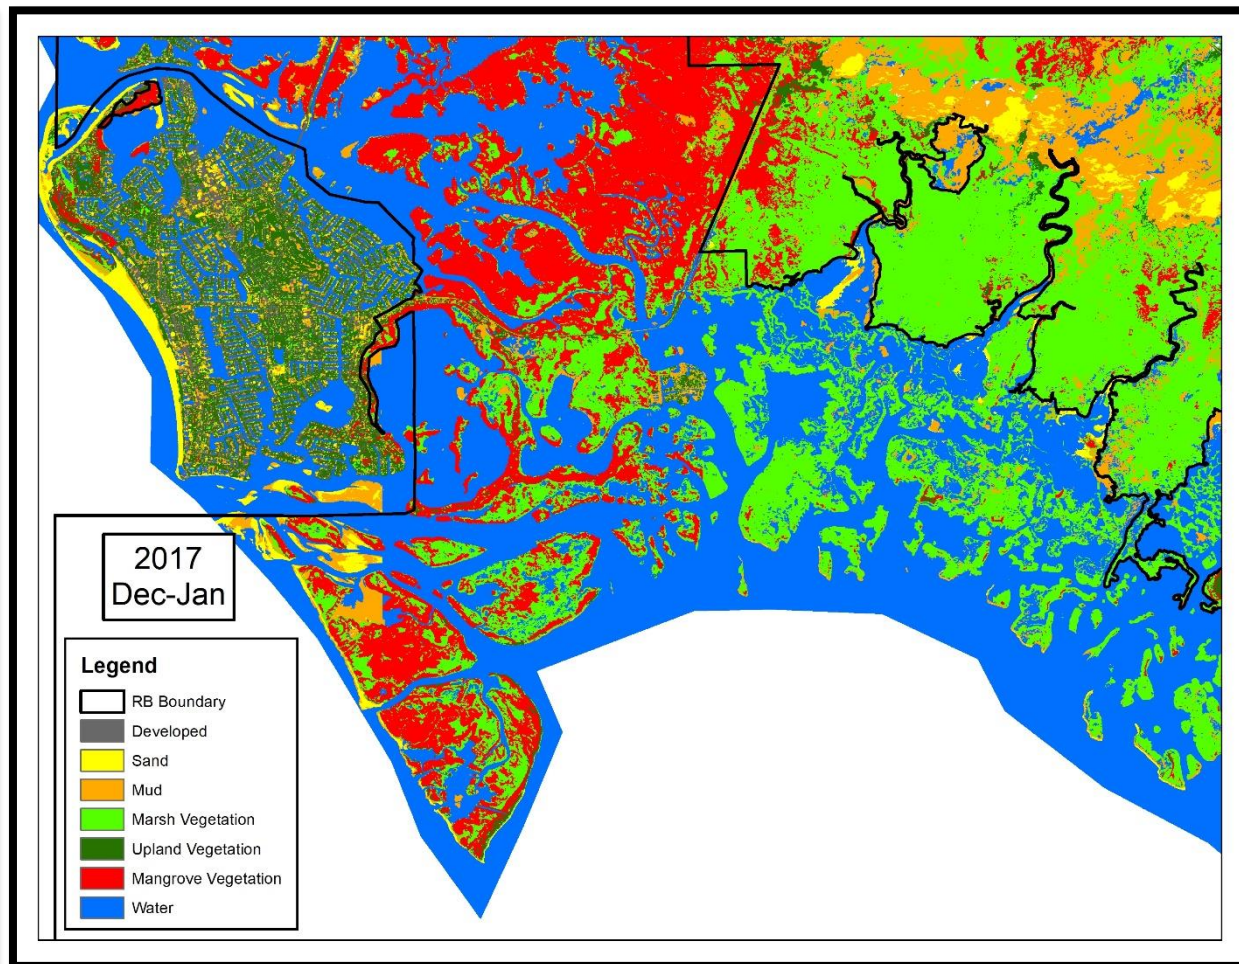 2017
Dec-Jan
Legend
RB Boundary
Developed
Sand
Mud
Marsh Vegetation
Upland Vegetation
Mangrove Vegetation
Water